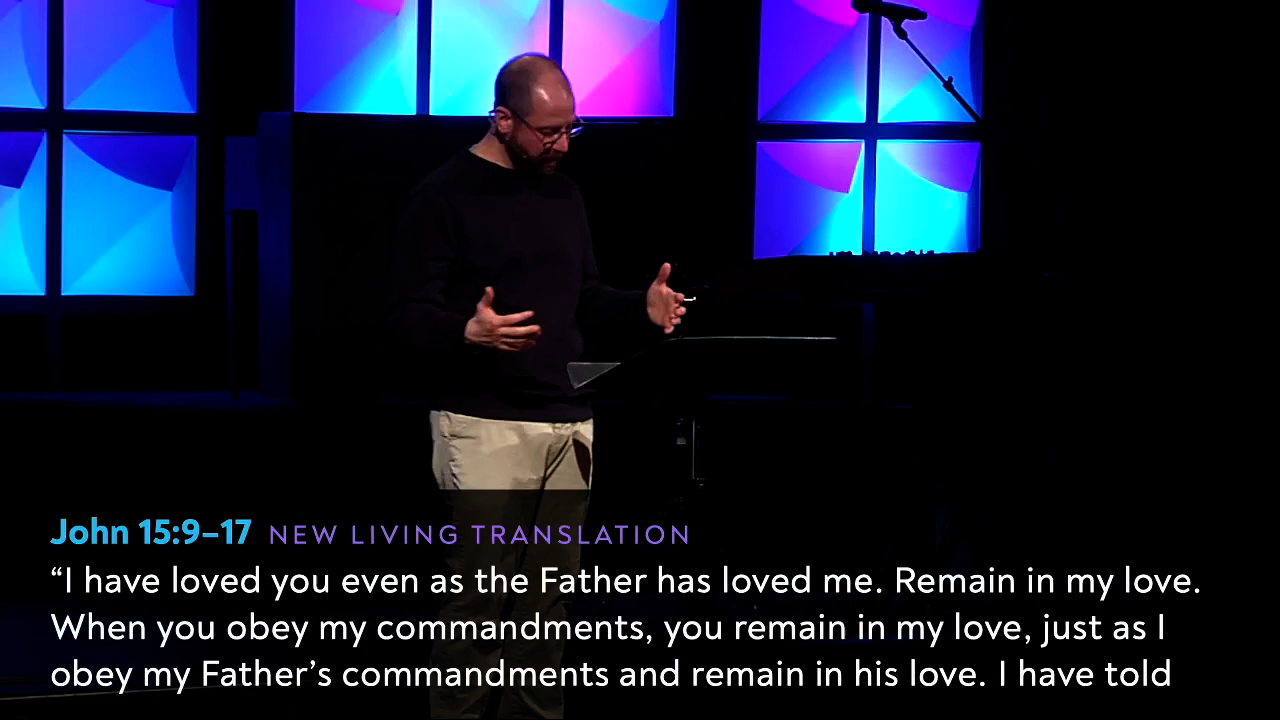 John 15:9–17 NEW LIVING TRANSLATION
“I have loved you even as the Father has loved me. Remain in my love.
When you obey my commandments, you remain in my love, just as I
obey my Father’s commandments and remain in his love. I have told